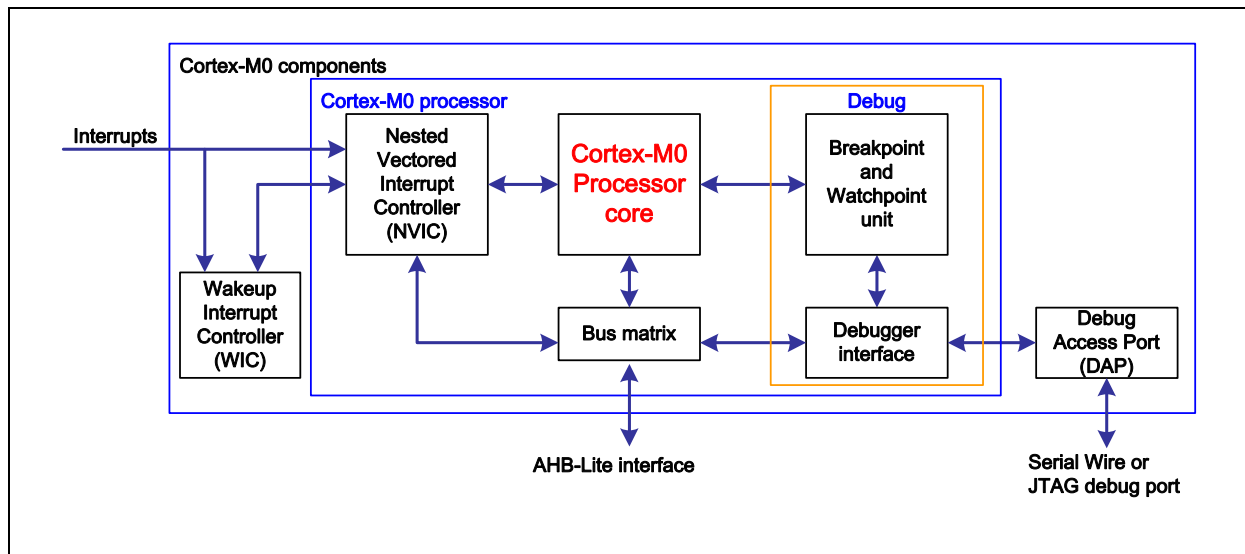 Cortex-M0 components
Cortex-M0 processor
Debug
Interrupts
Nested
Vectored
Interrupt
Controller
(NVIC)
Cortex-M0
Processor
core
Breakpoint
and
Watchpoint
unit
Wakeup
Interrupt
Controller
(WIC)
Bus matrix
Debugger
interface
Debug
Access Port
(DAP)
AHB-Lite interface
Serial Wire or
JTAG debug port